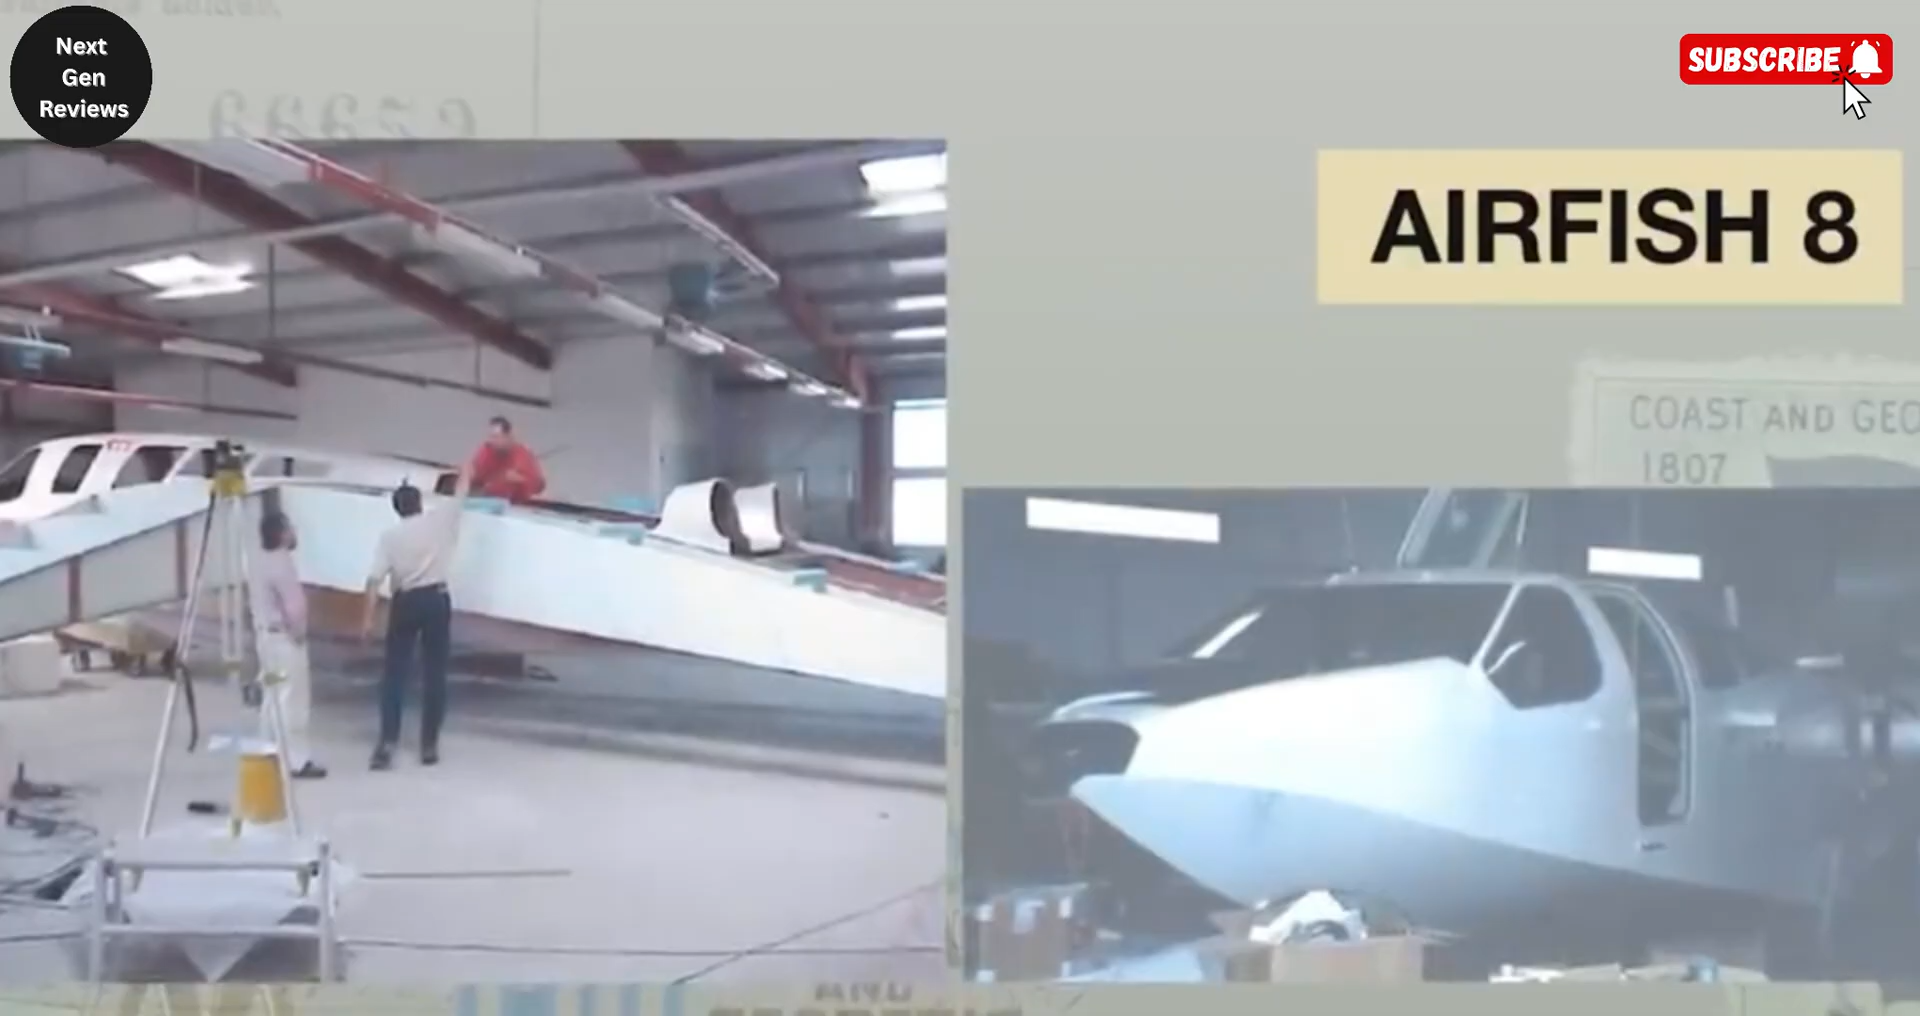 Next
Gen
Reviews
SUBSCRIBE
AIRFISH 8
COAST AND GEO
1807